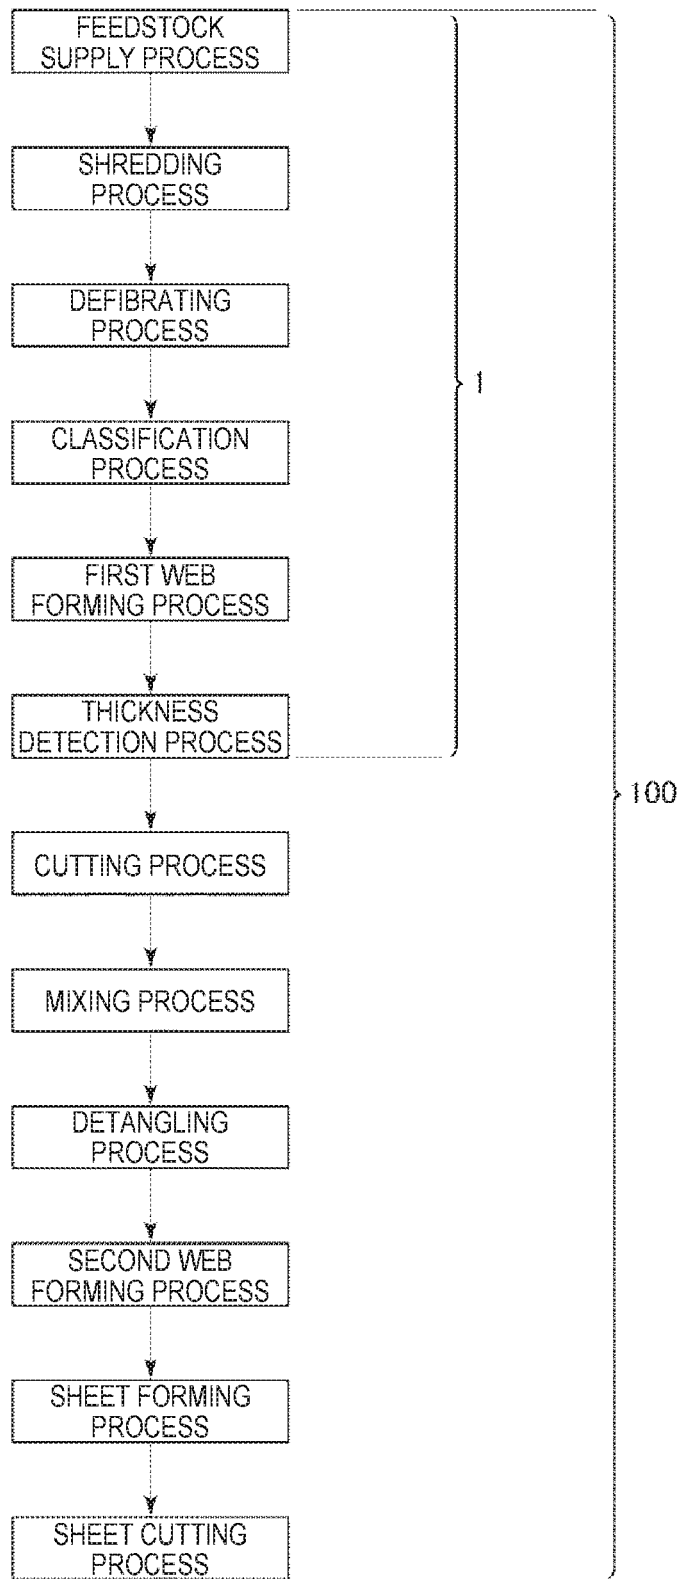 FEEDSTOCK
SUPPLY PROCESS
SHREDDING
PROCESS
DEFIBRATING
PROCESS
1
CLASSIFICATION
PROCESS
FIRST WEB
FORMING PROCESS
THICKNESS
DETECTION PROCESS
100
CUTTING PROCESS
MIXING PROCESS
DETANGLING
PROCESS
SECOND WEB
FORMING PROCESS
SHEET FORMING
PROCESS
SHEET CUTTING
PROCESS